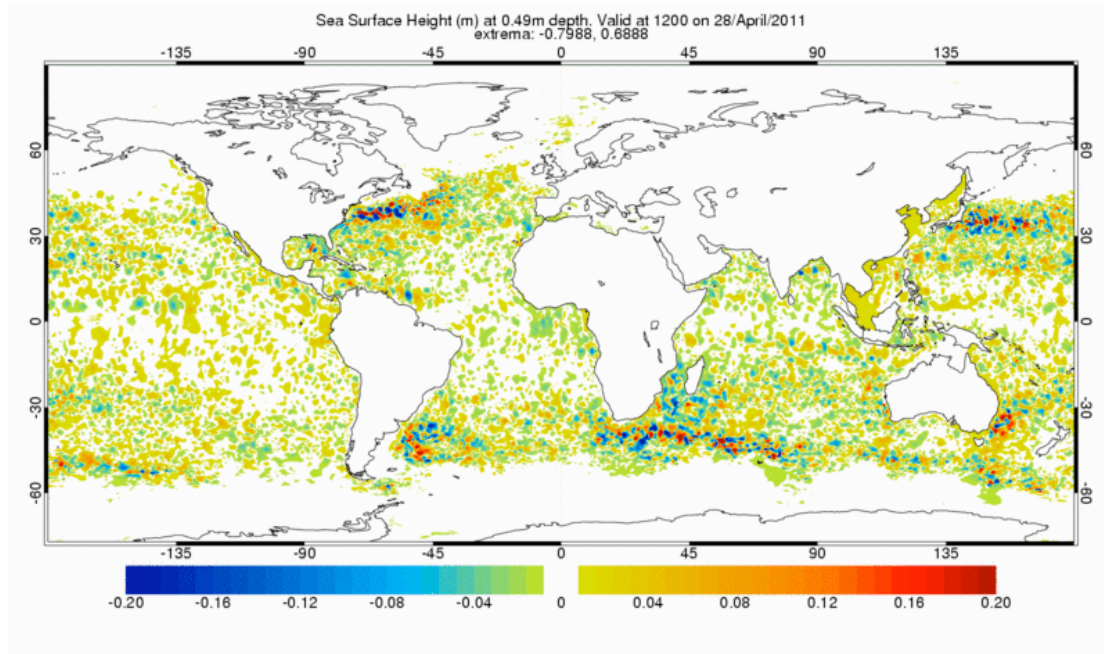 Sea Surface Height (m) at 0.49m depth. Valid at 1200 on 28/April/2011
extrema: -0.7988, 0.6888
-135 -90 -45 0 45 90 135
60 60
30 30
0 0
-30 -30
-60 -60
-135 -90 -45 0 45 90 135
-0.20 -0.16 -0.12 -0.08 -0.04 0 0.04 0.08 0.12 0.16 0.20